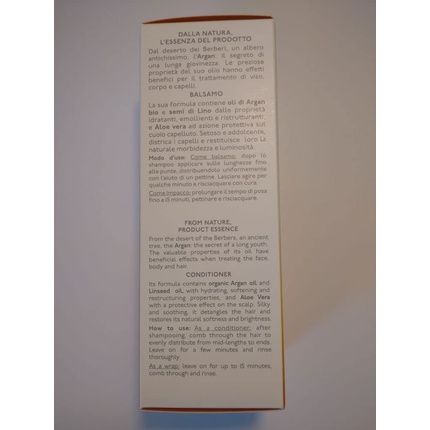 DALLA NATURA,
L'ESSENZA DEL PRODOTTO
Dal deserto dei Berberi, un albero
antichissimo, l'Argan: il segreto di
una lunga giovinezza. Le preziose
proprietà del suo olio hanno effetti
benefici per il trattamento di viso,
corpo e capelli.
BALSAMO
La sua formula contiene oli di Argan
bio e semi di Lino dalle proprietà
idratanti, emollienti e ristrutturanti
e Aloe vera ad azione protettiva sul
cuoio capelluto. Setoso e addolcente,
districa i capelli e restituisce loro la
naturale morbidezza e luminosità.
Modo d'uso: Come balsamo: dopo lo
shampoo applicare sulle lunghezze fino
alle punte, distribuendolo uniformemente
con l'aiuto di un pettine. Lasciare agire per
qualche minuto e risciacquare con cura.
Come impacco: prolungare il tempo di posa
fino a 15 minuti, pettinare e risciacquare.
FROM NATURE,
PRODUCT ESSENCE
From the desert of the Berbers, an ancient
tree, the Argan: the secret of a long youth.
The valuable properties of its oil have
beneficial effects when treating the face,
body and hair.
CONDITIONER
Its formula contains organic Argan oil and
Linseed oil, with hydrating, softening and
restructuring properties, and Aloe Vera
with a protective effect on the scalp. Silky
and soothing, it detangles the hair and
restores its natural softness and brightness.
How to use: As a conditioner: after
shampooing, comb through the hair to
evenly distribute from mid-lengths to ends.
Leave on for a few minutes and rinse
thoroughly.
As a wrap: leave on for up to 15 minutes,
comb through and rinse.